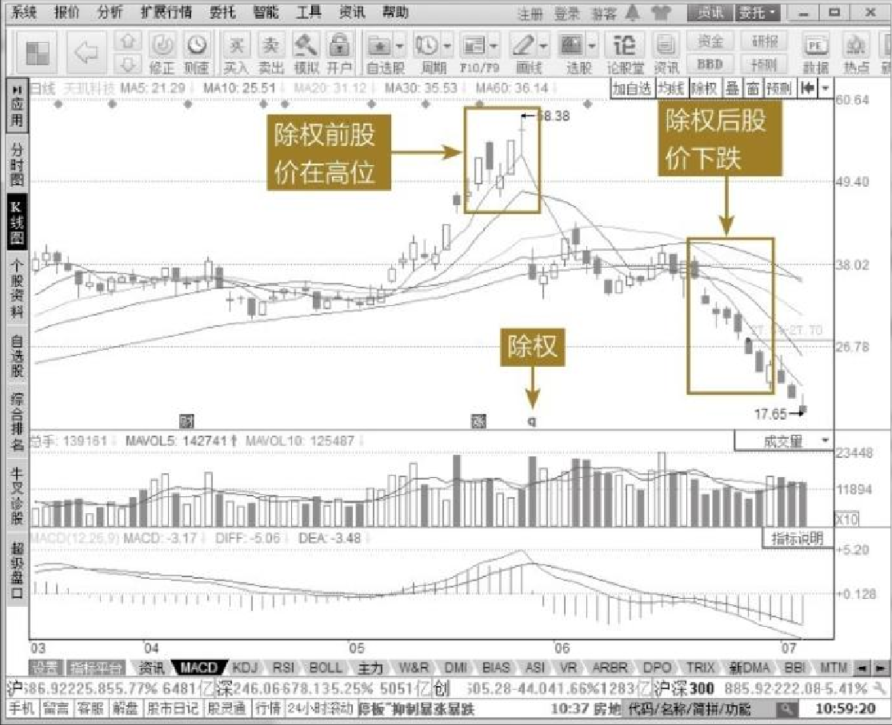 系统 报价 分析 扩展行情 委托 智能 工具 资讯 帮助 注册 登录 游客 资讯 委托
修正 测速 买入 卖出 模拟 开户 自选股 周期 F10/F9 画线 选股 论股堂 资讯 数据 热点
买 卖 论 资金 研报 PE
BBD 预测
应用
分时图
K线图
个股资料
自选股
综合排名
牛叉诊股
超级盘口
日线 天玑科技 MA5: 21.29 MA10: 25.51 MA20: 31.12 MA30: 35.53 MA60: 36.14
加自选 均线 除权 叠 窗 预测
60.64
58.38
49.40
38.02
26.78
除权前股
价在高位
除权后股
价下跌
除权
q
17.65
总手: 139161 MAVOL5: 142741 MAVOL10: 125487
成交量
23448
11894
X10
MACD(12,26,9) MACD: -3.17 DIFF: -5.06 DEA: -3.48
指标说明
+5.20
+0.128
03 04 05 06 07
设置 指标平台 资讯 MACD KDJ RSI BOLL 主力 W&R DMI BIAS ASI VR ARBR DPO TRIX 新DMA BBI MTM
沪 586.92 225.85 5.77% 6481亿 深 246.06 678.13 5.25% 5051亿 创 505.28 -44.04 1.66% 1283亿 沪深300 885.92 -222.08 -5.41%
手机 留言 客服 解盘 股市日记 股灵通 行情 24小时滚动 停板"抑制暴涨暴跌 10:37 房地 代码/名称/简拼/功能 10:59:20